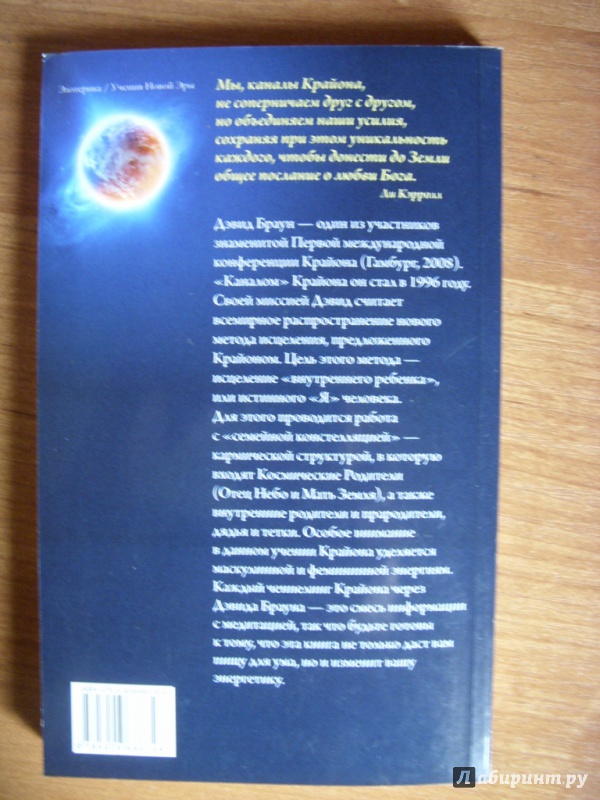 Эзотерика / Учения Новой Эры
Мы, каналы Крайона,
не соперничаем друг с другом,
но объединяем наши усилия,
сохраняя при этом уникальность
каждого, чтобы донести до Земли
общее послание о любви Бога.
Ли Кэрролл
Дэвид Браун — один из участников
знаменитой Первой международной
конференции Крайона (Гамбург, 2008).
«Каналом» Крайона он стал в 1996 году.
Своей миссией Дэвид считает
всемирное распространение нового
метода исцеления, предложенного
Крайоном. Цель этого метода —
исцеление «внутреннего ребенка»,
или истинного «Я» человека.
Для этого проводится работа
с «семейной констелляцией» —
кармической структурой, в которую
входят Космические Родители
(Отец Небо и Мать Земля), а также
внутренние родители и прародители,
дядья и тетки. Особое внимание
в данном учении Крайона уделяется
маскулинной и фемининной энергиям.
Каждый ченнелинг Крайона через
Дэвида Брауна — это смесь информации
с медитацией, так что будьте готовы
к тому, что эта книга не только даст вам
пищу для ума, но и изменит вашу
энергетику.
Лабиринт.ру